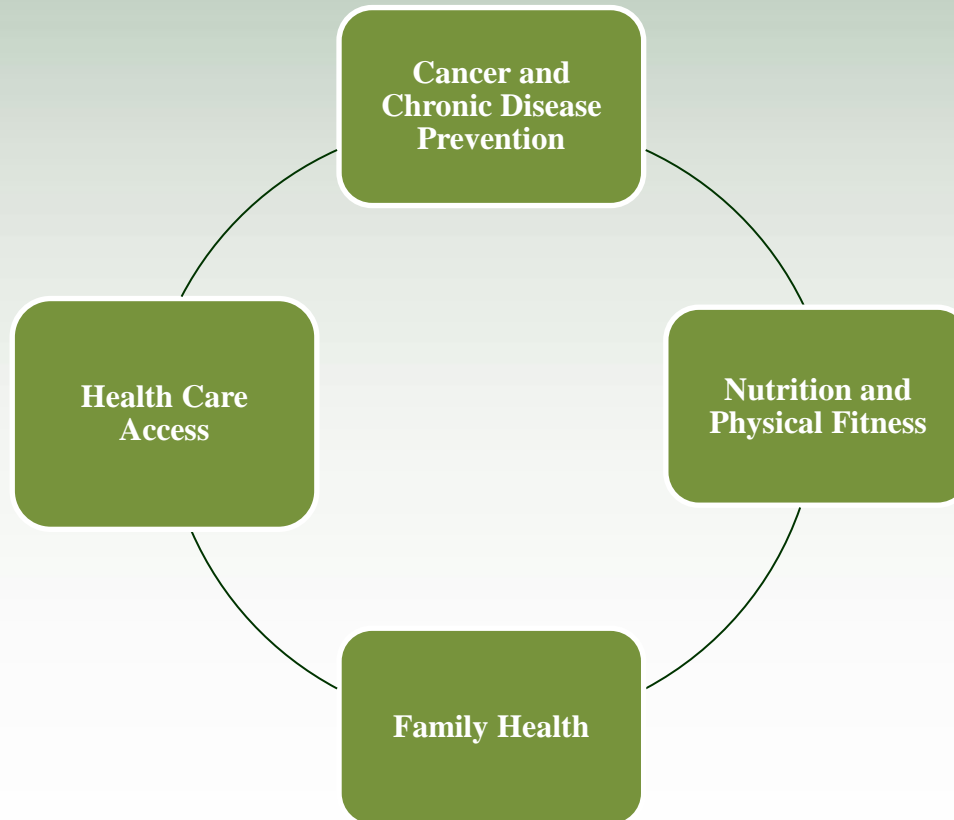 Cancer and
Chronic Disease
Prevention
Health Care
Access
Nutrition and
Physical Fitness
Family Health